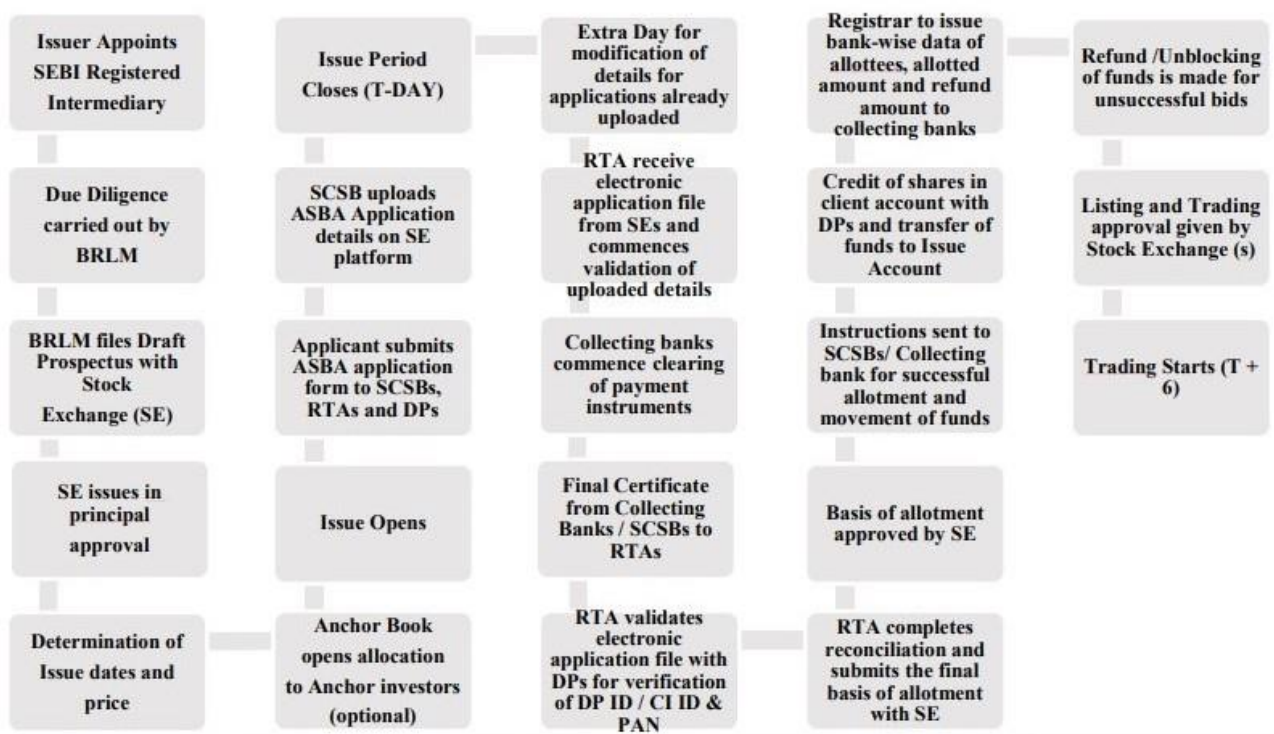 Issuer Appoints
SEBI Registered
Intermediary
Due Diligence
carried out by
BRLM
BRLM files Draft
Prospectus with
Stock
Exchange (SE)
SE issues in
principal
approval
Determination of
Issue dates and
price
Anchor Book
opens allocation
to Anchor investors
(optional)
Issue Opens
Applicant submits
ASBA application
form to SCSBs,
RTAs and DPs
SCSB uploads
ASBA Application
details on SE
platform
Issue Period
Closes (T-DAY)
Extra Day for
modification of
details for
applications already
uploaded
RTA receive
electronic
application file
from SEs and
commences
validation of
uploaded details
Collecting banks
commence clearing
of payment
instruments
Final Certificate
from Collecting
Banks / SCSBs to
RTAs
RTA validates
electronic
application file with
DPs for verification
of DP ID / CI ID &
PAN
RTA completes
reconciliation and
submits the final
basis of allotment
with SE
Basis of allotment
approved by SE
Instructions sent to
SCSBs/ Collecting
bank for successful
allotment and
movement of funds
Credit of shares in
client account with
DPs and transfer of
funds to Issue
Account
Registrar to issue
bank-wise data of
allottees, allotted
amount and refund
amount to
collecting banks
Refund /Unblocking
of funds is made for
unsuccessful bids
Listing and Trading
approval given by
Stock Exchange (s)
Trading Starts (T +
6)